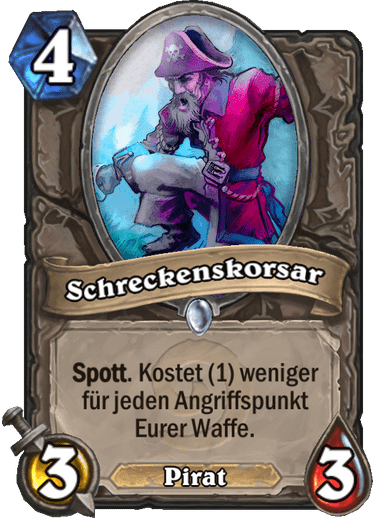 4
Schreckenskorsar
Spott. Kostet (1) weniger
für jeden Angriffspunkt
Eurer Waffe.
3
Pirat
3